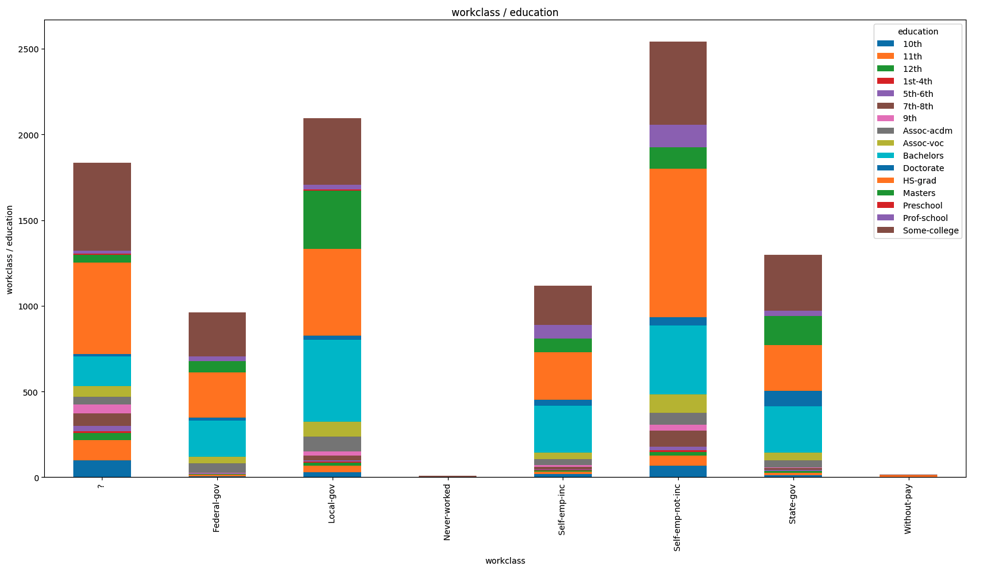 workclass / education
workclass / education
2500
2000
1500
1000
500
0
education
10th
11th
12th
1st-4th
5th-6th
7th-8th
9th
Assoc-acdm
Assoc-voc
Bachelors
Doctorate
HS-grad
Masters
Preschool
Prof-school
Some-college
?
Federal-gov
Local-gov
Never-worked
Self-emp-inc
Self-emp-not-inc
State-gov
Without-pay
workclass